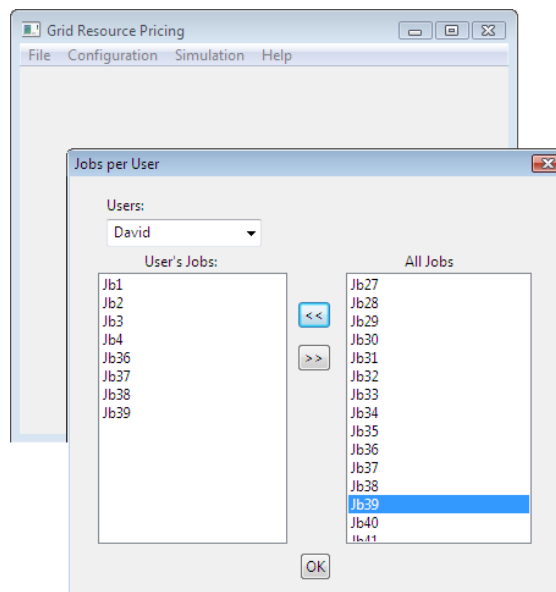 Grid Resource Pricing
File Configuration Simulation Help
Jobs per User
Users:
David
User's Jobs:
Jb1
Jb2
Jb3
Jb4
Jb36
Jb37
Jb38
Jb39
<<
>>
All Jobs
Jb27
Jb28
Jb29
Jb30
Jb31
Jb32
Jb33
Jb34
Jb35
Jb36
Jb37
Jb38
Jb39
Jb40
Jb41
OK